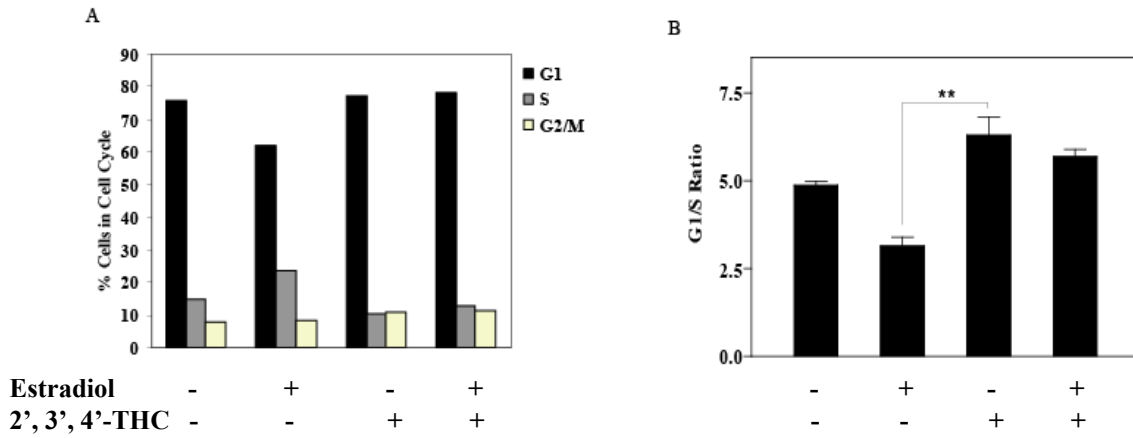 A
90
80
70
60
50
40
30
20
10
0
% Cells in Cell Cycle
G1
S
G2/M
B
**
7.5
5.0
2.5
0.0
G1/S Ratio
Estradiol - + - + - + - +
2’, 3’, 4’-THC - - + + - - + +